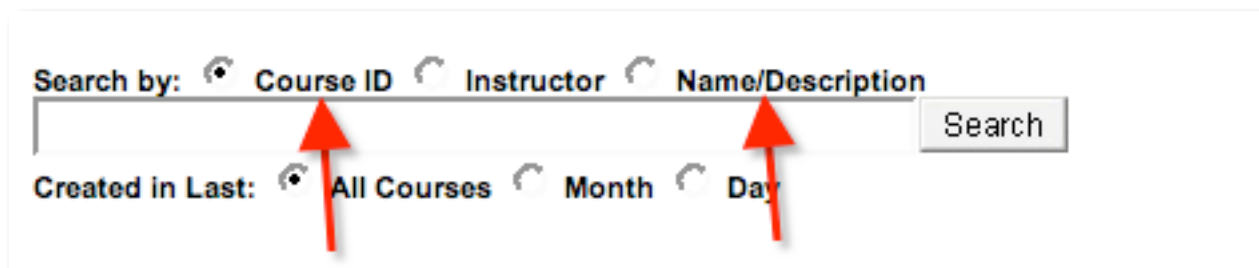 Search by: Course ID Instructor Name/Description
Search
Created in Last: All Courses Month Day